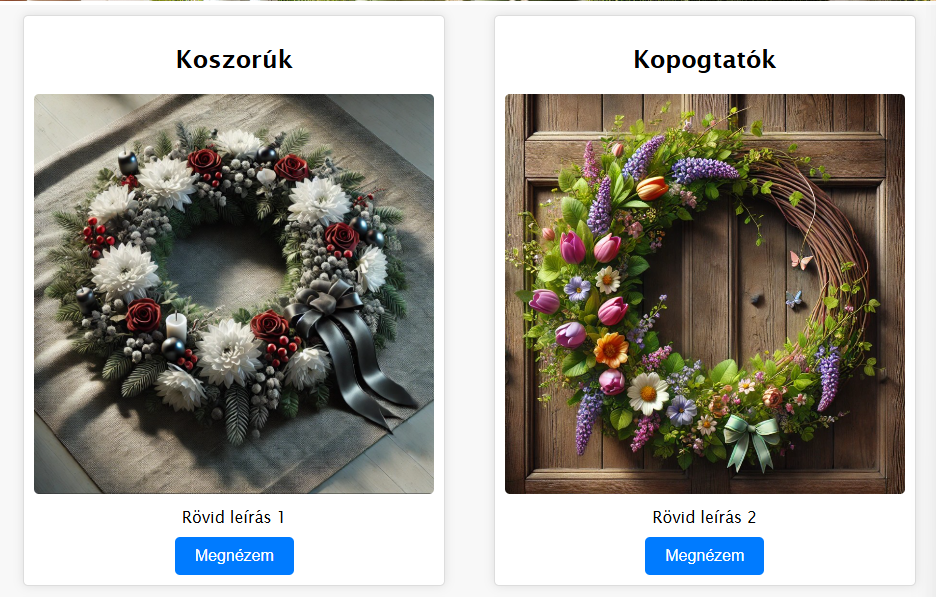 Koszorúk
Kopogtatók
Rövid leírás 1
Rövid leírás 2
Megnézem
Megnézem